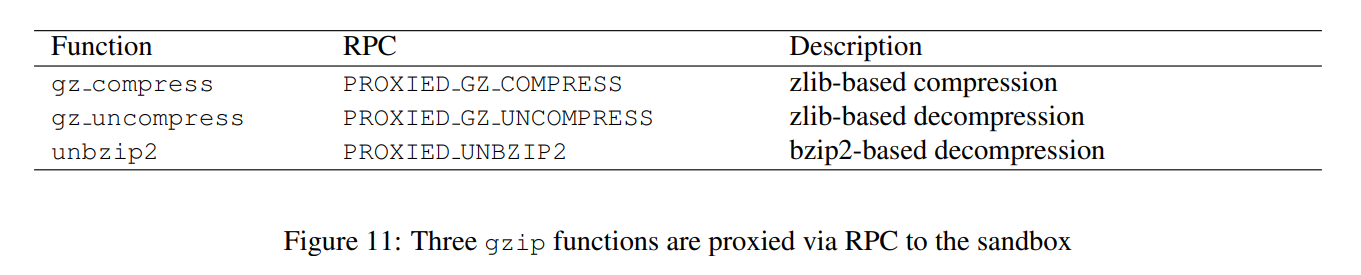 Function RPC Description
gz_compress PROXIED_GZ_COMPRESS zlib-based compression
gz_uncompress PROXIED_GZ_UNCOMPRESS zlib-based decompression
unbzip2 PROXIED_UNBZIP2 bzip2-based decompression
Figure 11: Three gzip functions are proxied via RPC to the sandbox